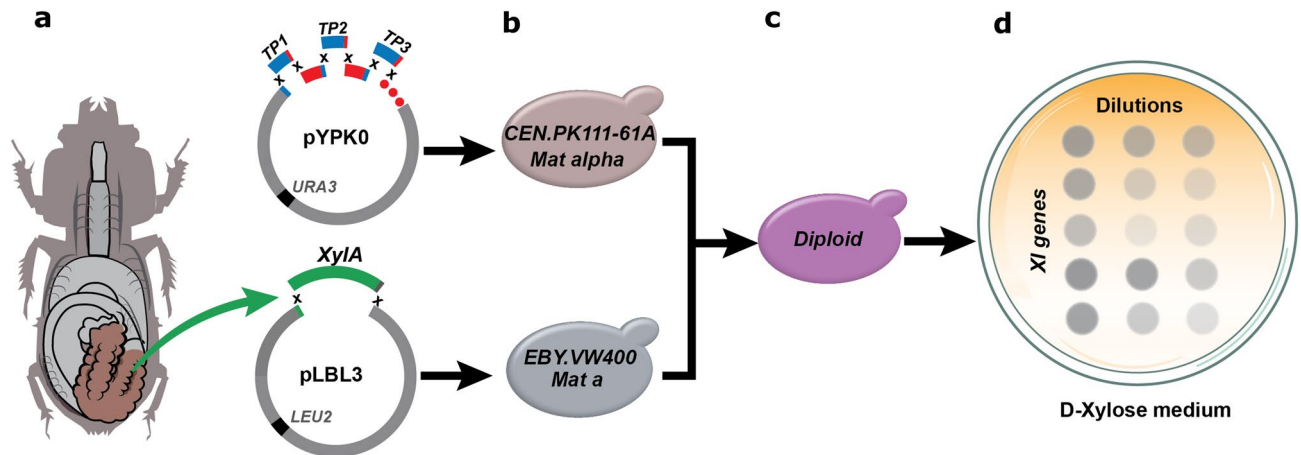 a
b
c
d
TP1
TP2
TP3
x x x x x x
pYPK0
URA3
CEN.PK111-61A
Mat alpha
Dilutions
XI genes
Diploid
XylA
x x
pLBL3
LEU2
EBY.VW400
Mat a
D-Xylose medium